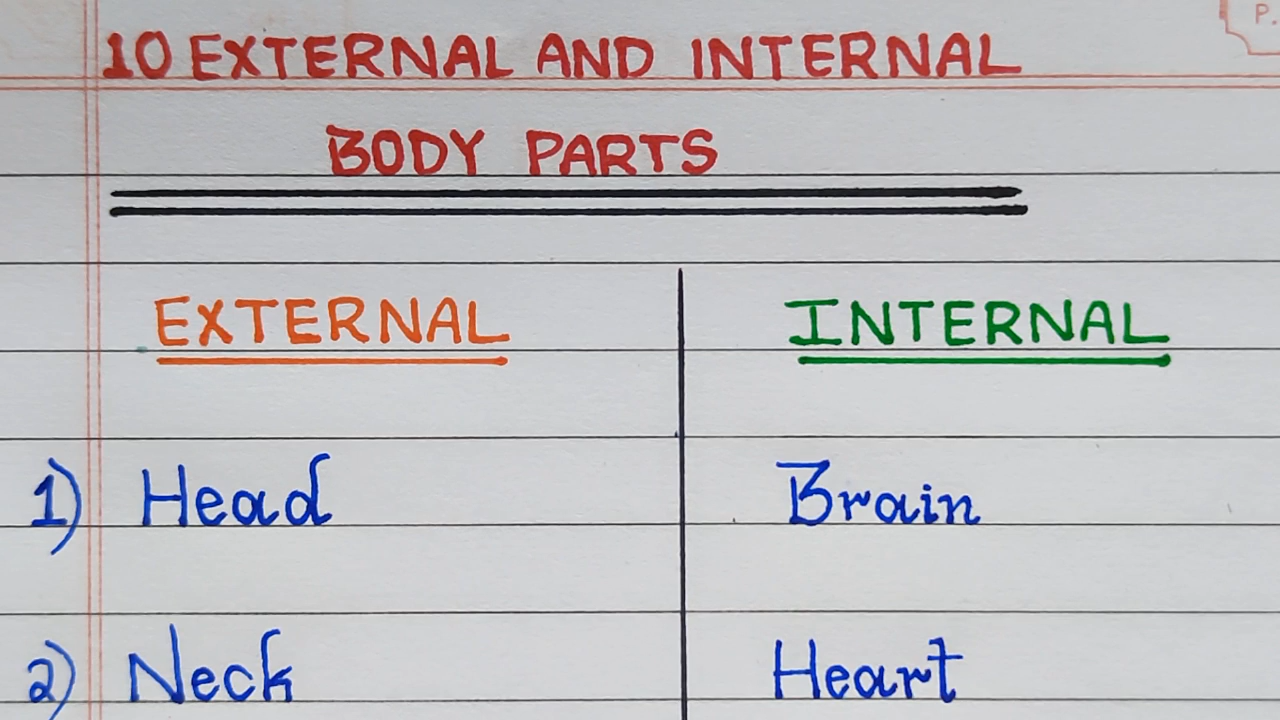 P.
10 EXTERNAL AND INTERNAL
BODY PARTS
EXTERNAL INTERNAL
1) Head Brain
2) Neck Heart